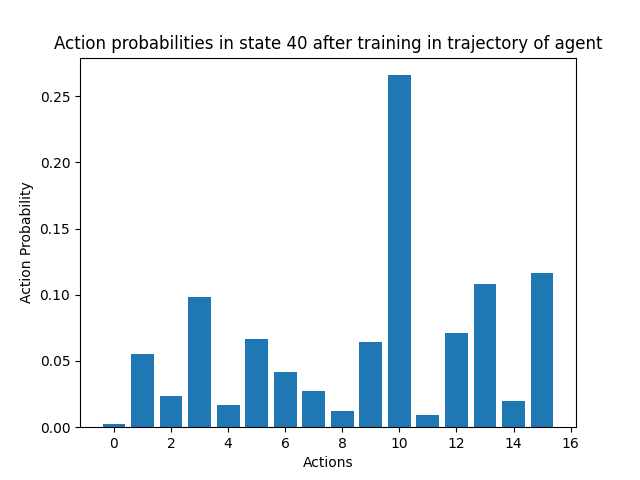 Action probabilities in state 40 after training in trajectory of agent
0.25
0.20
0.15
0.10
0.05
0.00
Action Probability
0 2 4 6 8 10 12 14 16
Actions